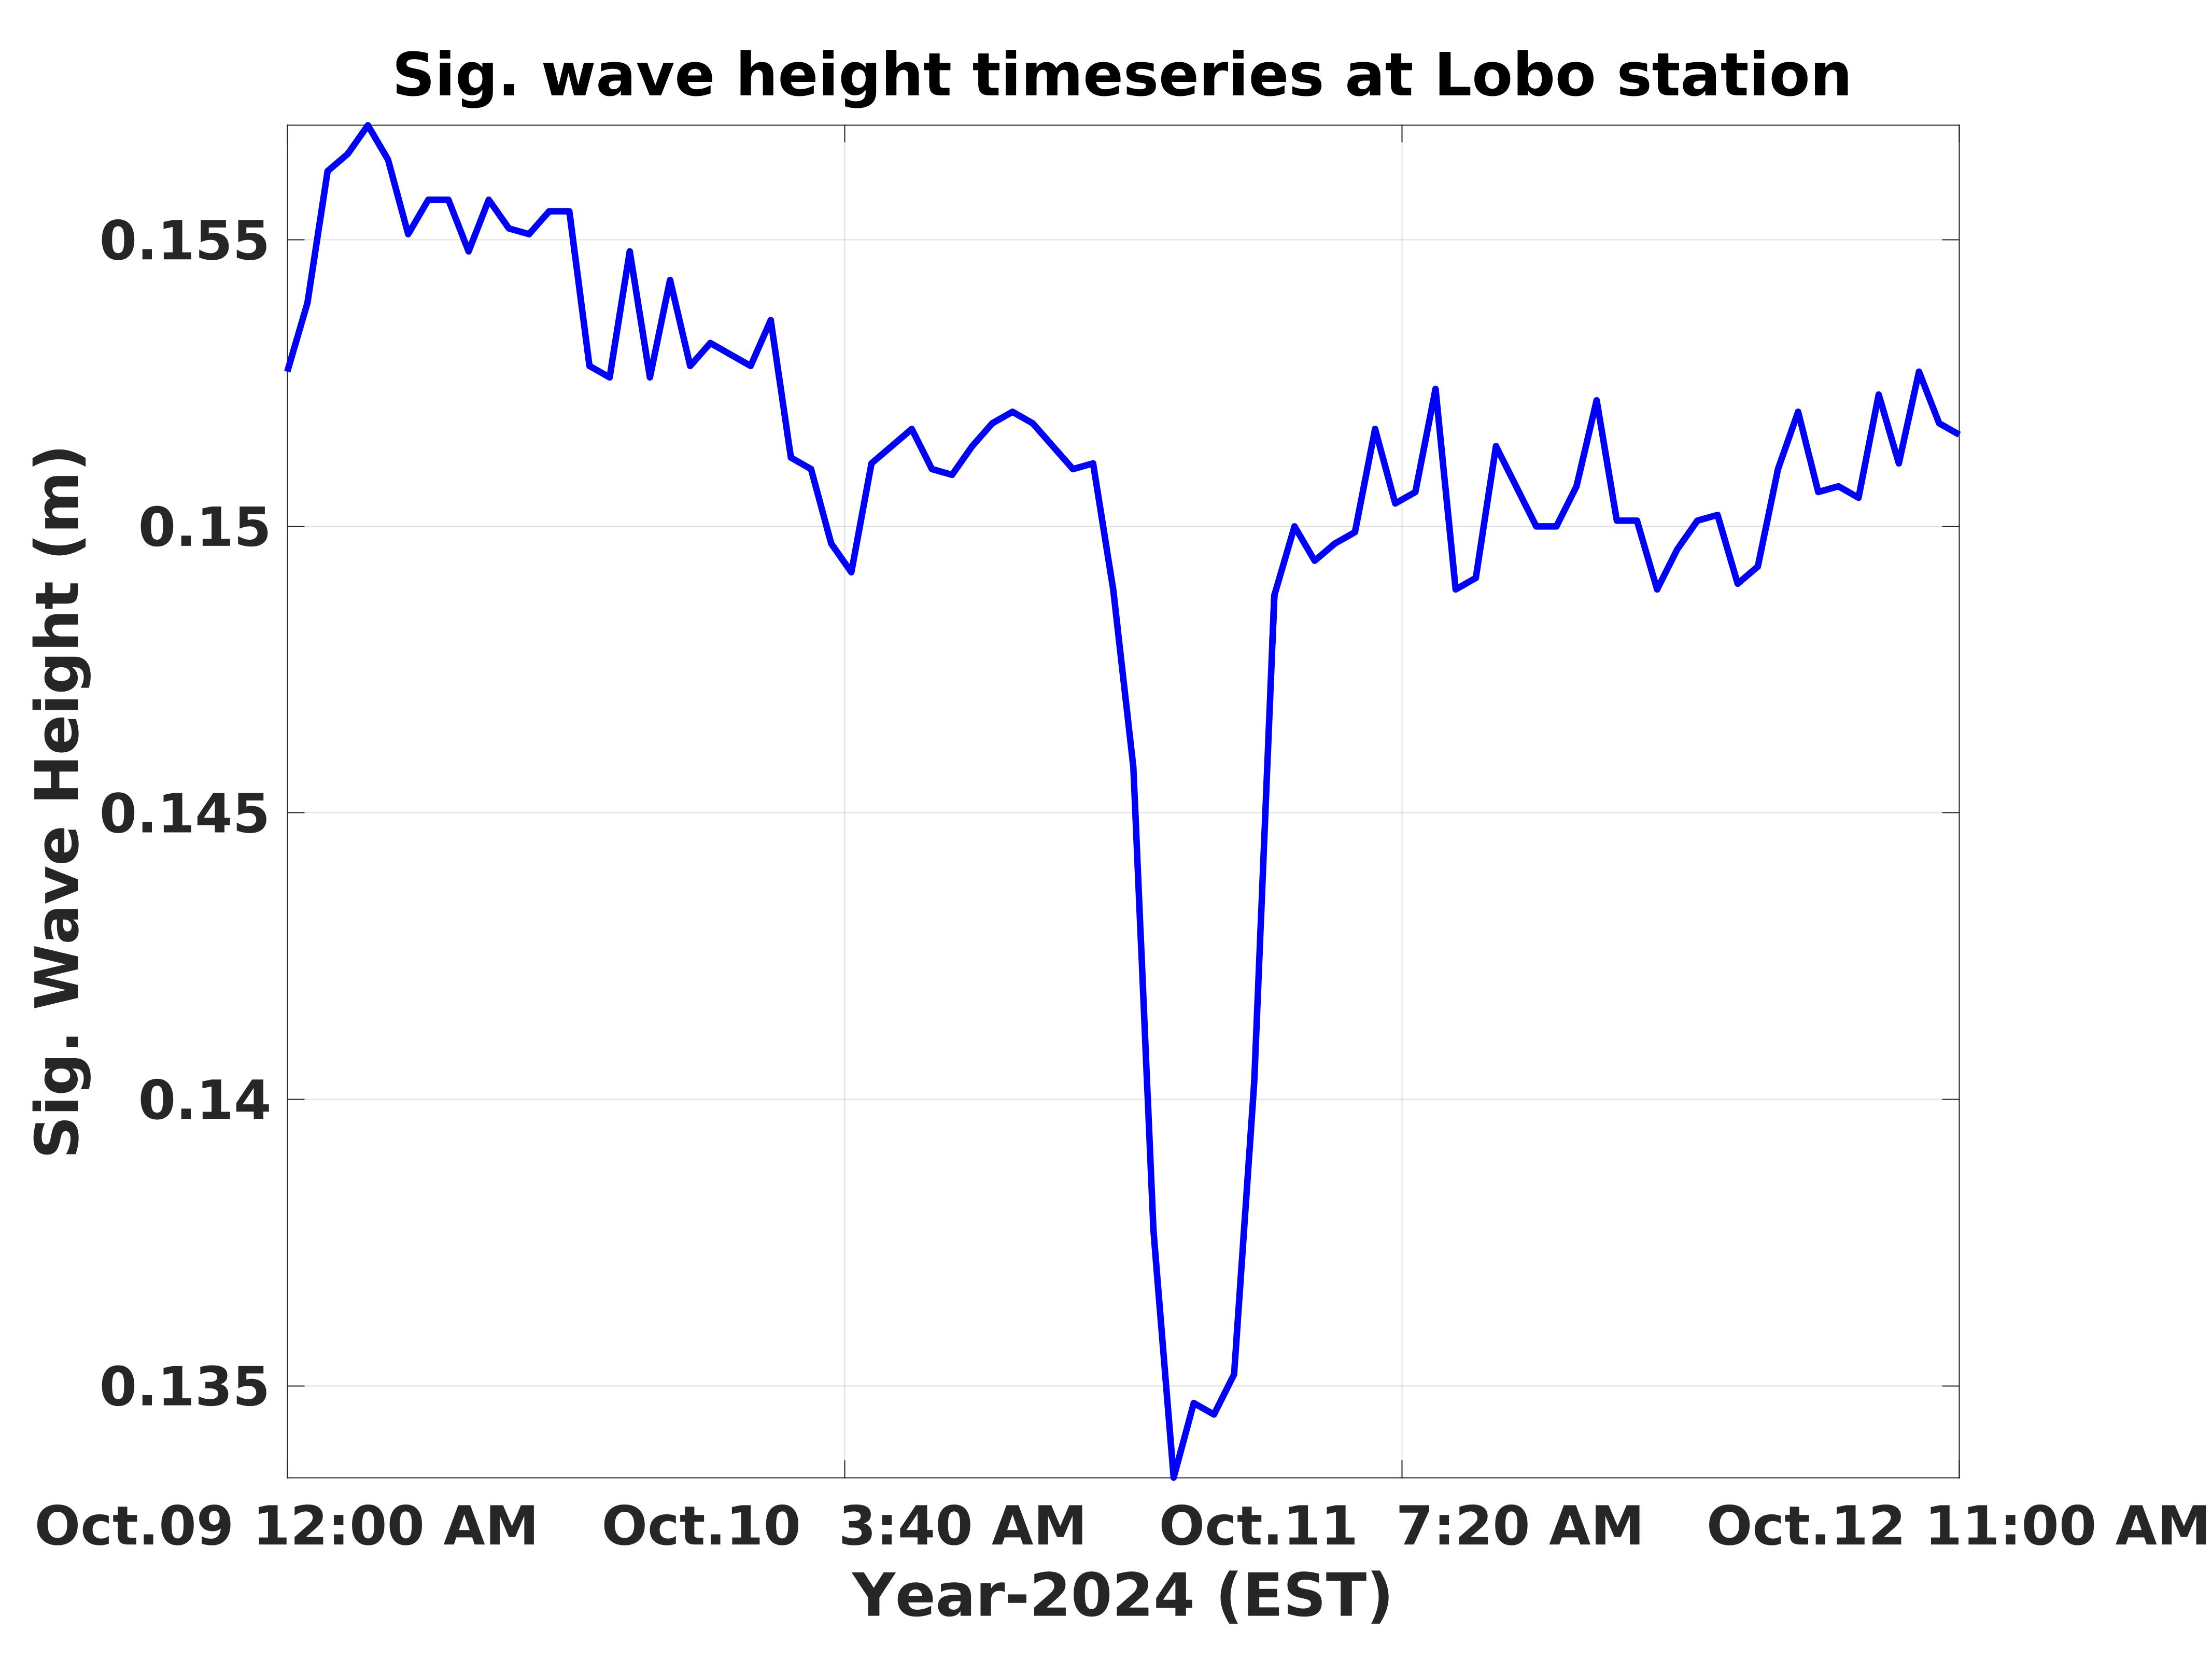 Sig. wave height timeseries at Lobo station
Sig. Wave Height (m)
0.155
0.15
0.145
0.14
0.135
Oct.09 12:00 AM Oct.10 3:40 AM Oct.11 7:20 AM Oct.12 11:00 AM
Year-2024 (EST)